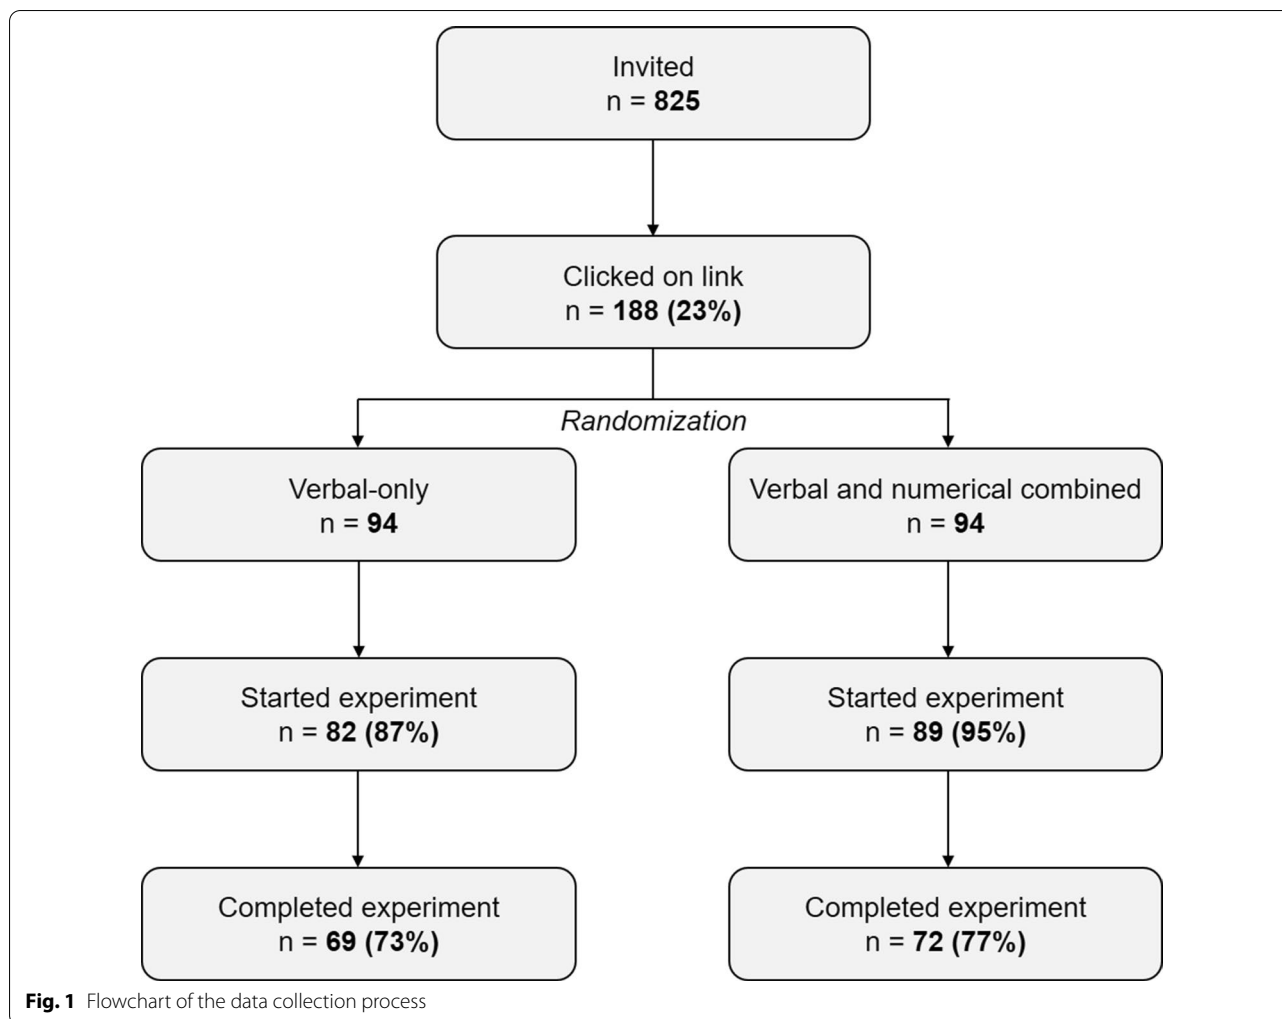 Invited
n = 825
Clicked on link
n = 188 (23%)
Randomization
Verbal-only
n = 94
Verbal and numerical combined
n = 94
Started experiment
n = 82 (87%)
Started experiment
n = 89 (95%)
Completed experiment
n = 69 (73%)
Completed experiment
n = 72 (77%)
Fig. 1 Flowchart of the data collection process